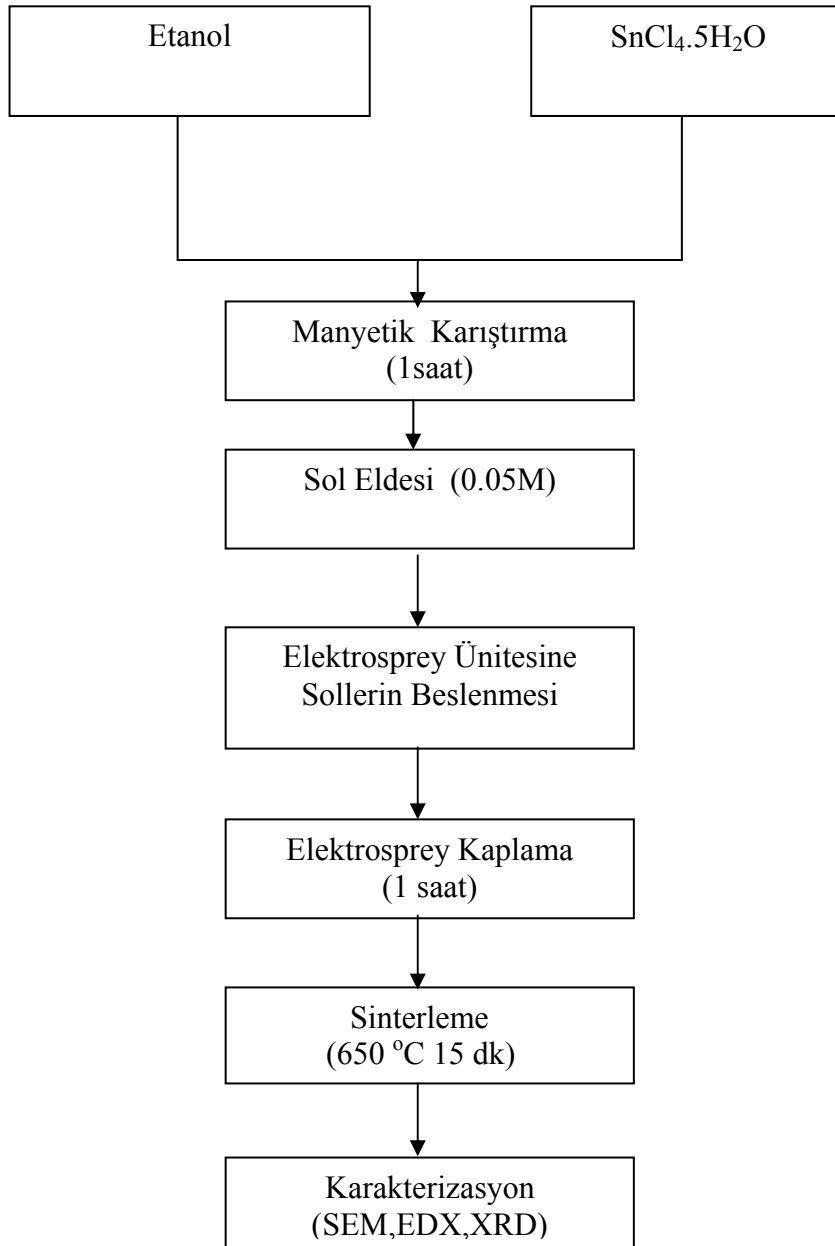 Etanol
SnCl₄.5H₂O
Manyetik Karıştırma
(1saat)
Sol Eldesi (0.05M)
Elektrosprey Ünitesine
Sollerin Beslenmesi
Elektrosprey Kaplama
(1 saat)
Sinterleme
(650 °C 15 dk)
Karakterizasyon
(SEM,EDX,XRD)